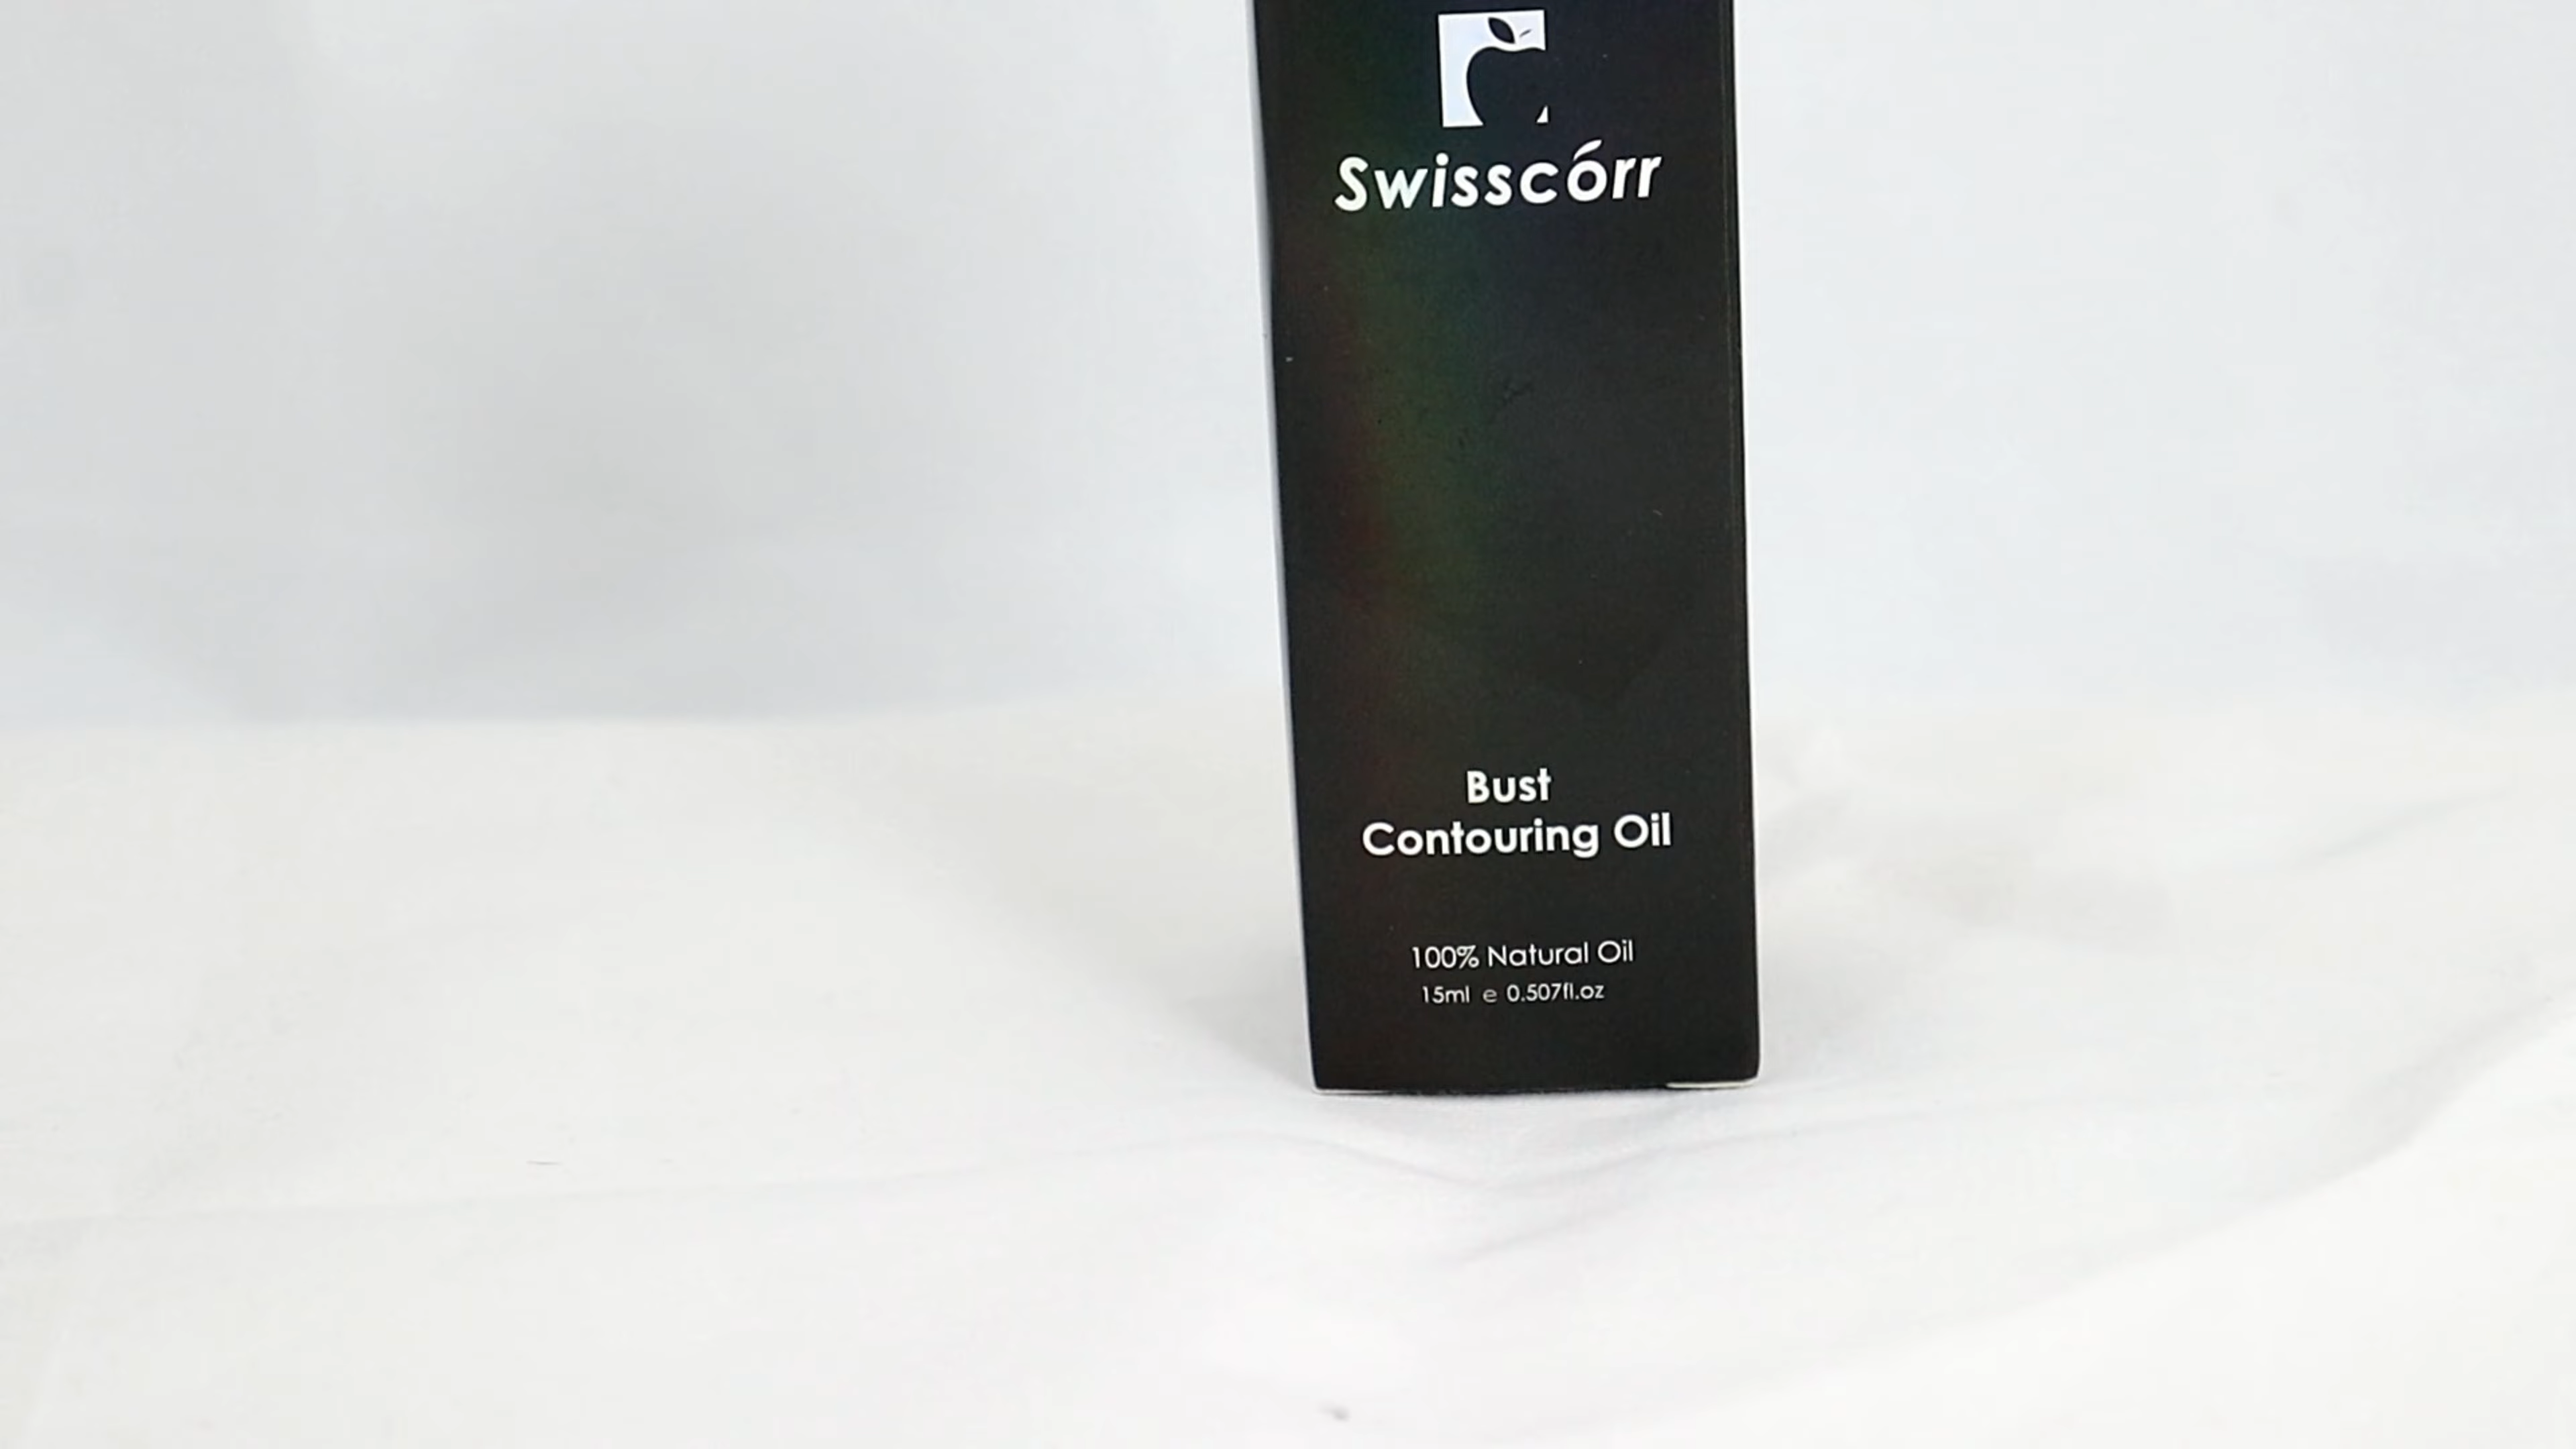 Swisscórr
Bust
Contouring Oil
100% Natural Oil
15ml e 0.507fl.oz